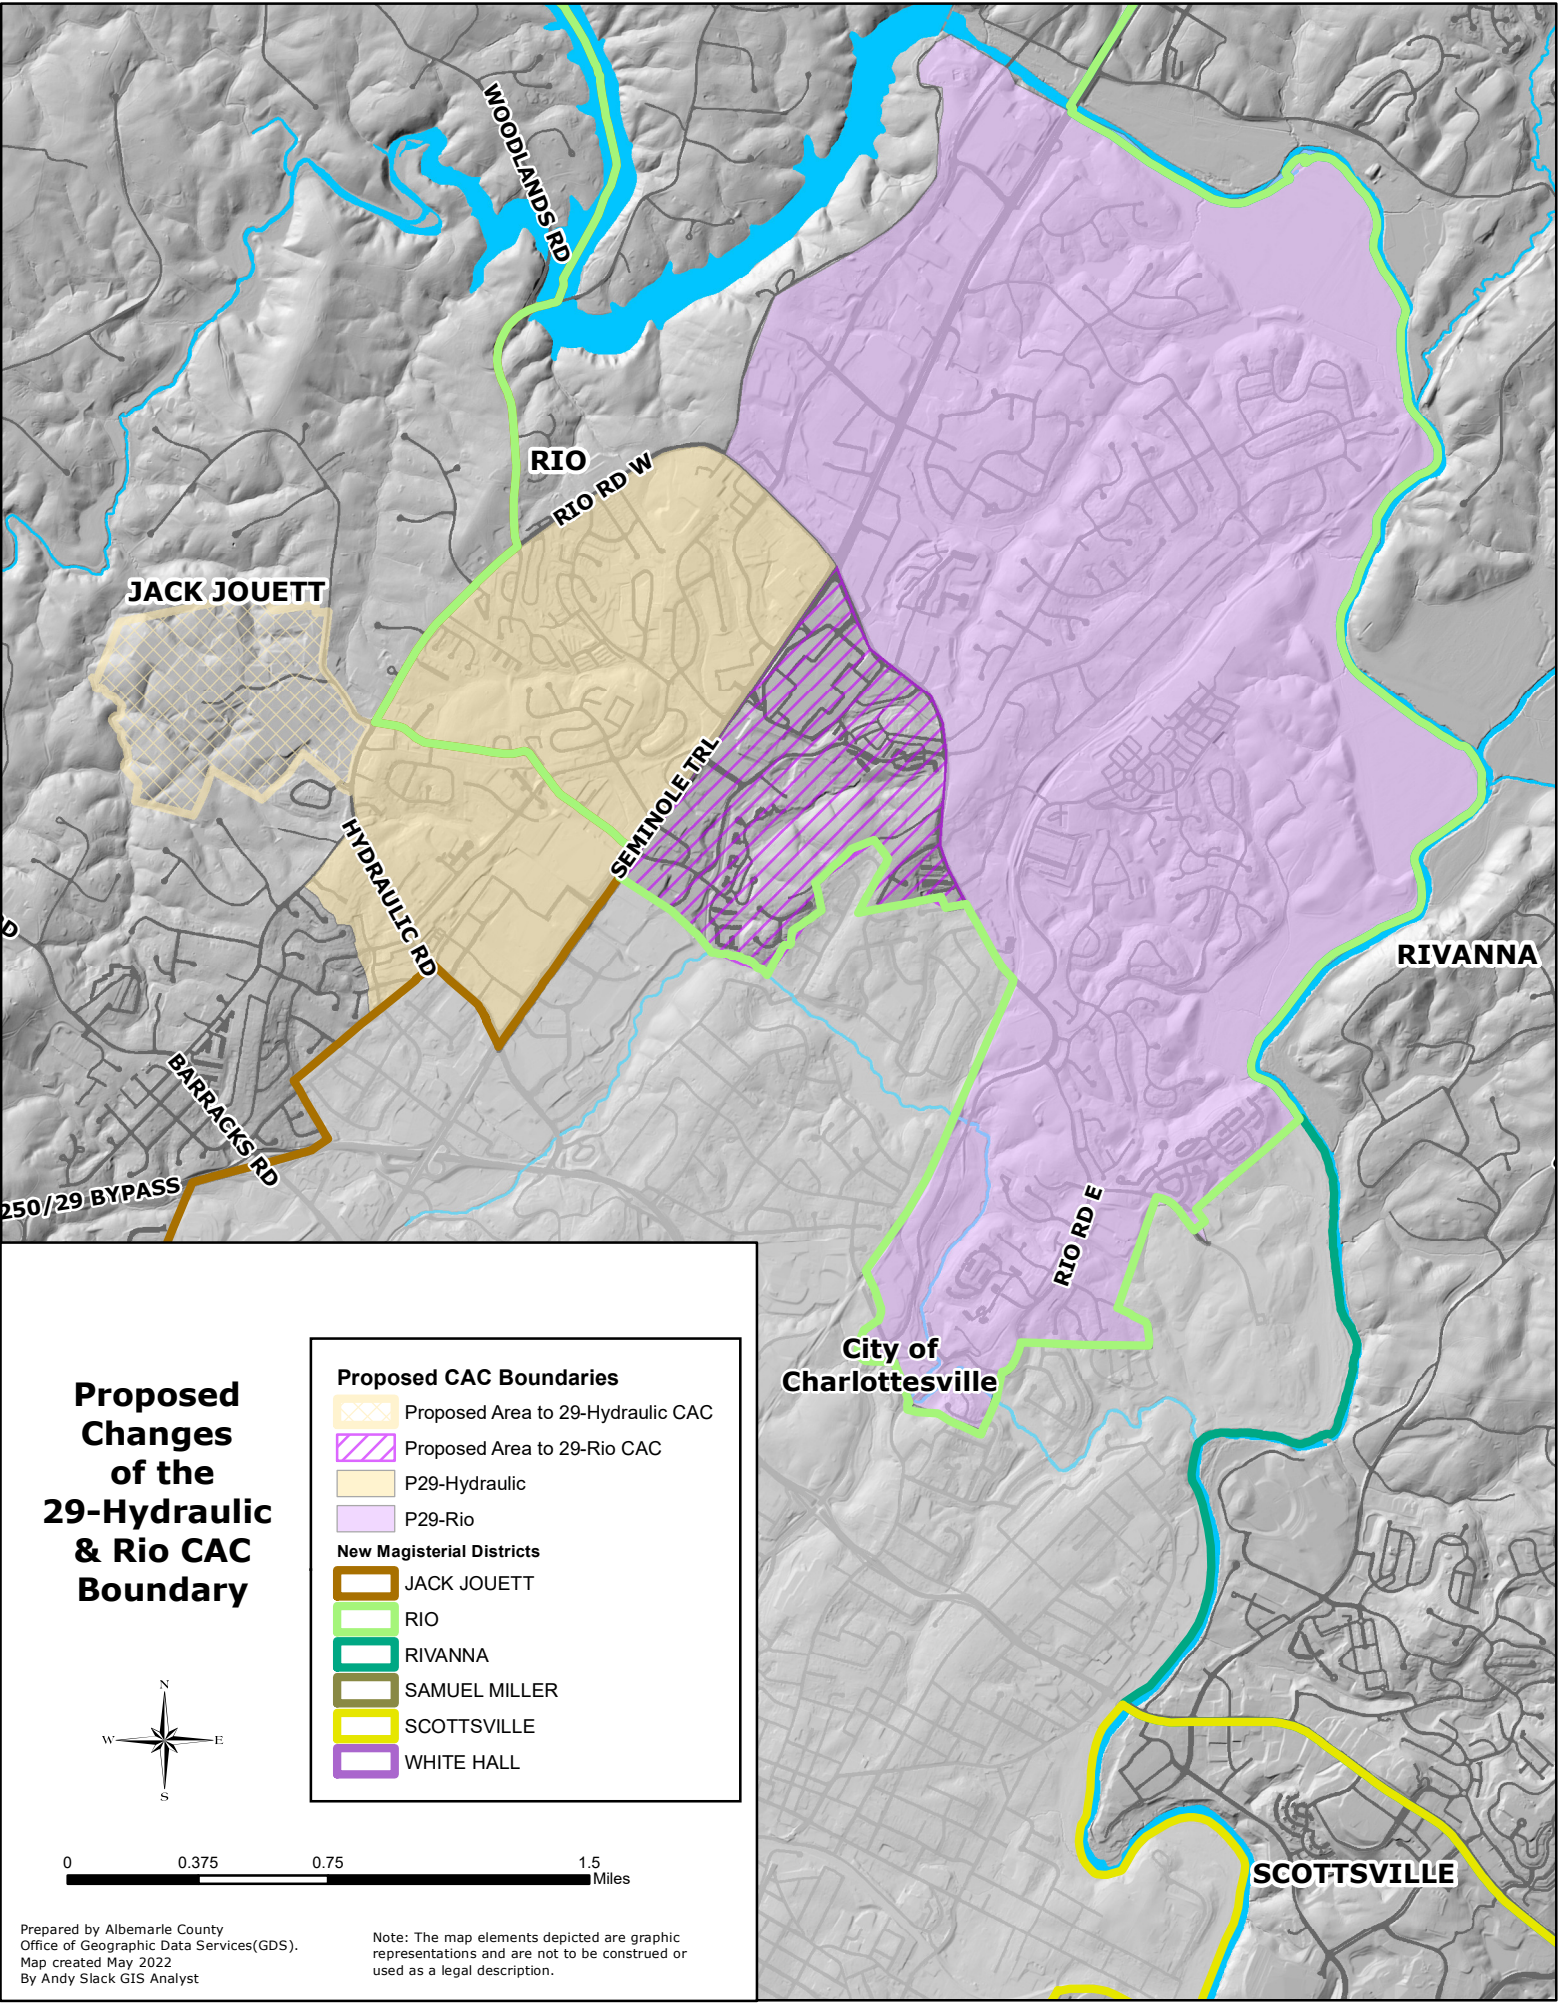 WOODLANDS RD
RIO
RIO RD W
JACK JOUETT
SEMINOLE TRL
HYDRAULIC RD
D
RIVANNA
BARRACKS RD
250/29 BYPASS
RIO RD E
City of
Charlottesville
SCOTTSVILLE
Proposed
Changes
of the
29-Hydraulic
& Rio CAC
Boundary
Proposed CAC Boundaries
Proposed Area to 29-Hydraulic CAC
Proposed Area to 29-Rio CAC
P29-Hydraulic
P29-Rio
New Magisterial Districts
JACK JOUETT
RIO
RIVANNA
SAMUEL MILLER
SCOTTSVILLE
WHITE HALL
N
W E
S
0 0.375 0.75 1.5
Miles
Prepared by Albemarle County
Office of Geographic Data Services(GDS).
Map created May 2022
By Andy Slack GIS Analyst
Note: The map elements depicted are graphic
representations and are not to be construed or
used as a legal description.